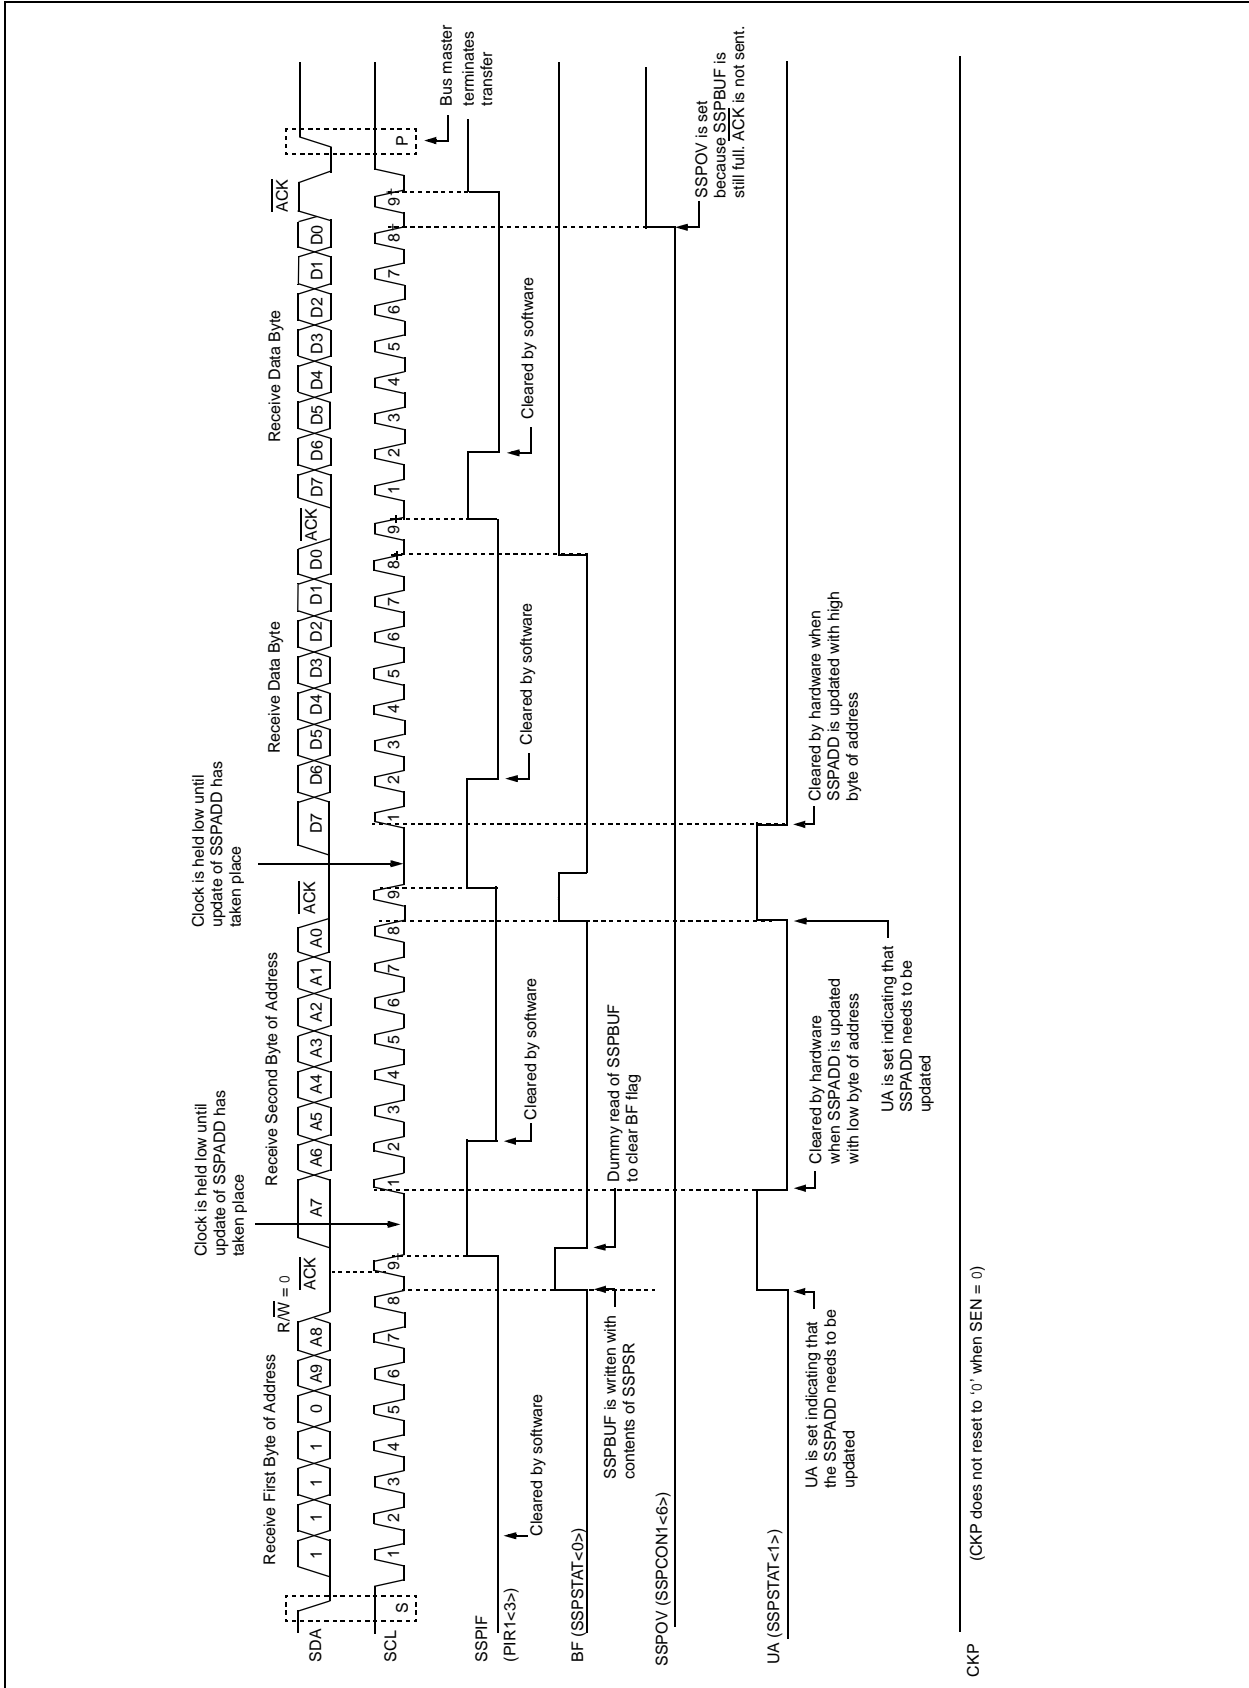 Receive First Byte of Address
R/W = 0
ACK
Clock is held low until
update of SSPADD has
taken place
Receive Second Byte of Address
ACK
Clock is held low until
update of SSPADD has
taken place
Receive Data Byte
ACK
Receive Data Byte
ACK
SDA
1 1 1 1 0 A9 A8
A7 A6 A5 A4 A3 A2 A1 A0
D7 D6 D5 D4 D3 D2 D1 D0
D7 D6 D5 D4 D3 D2 D1 D0
SCL
S
1 2 3 4 5 6 7 8 9
1 2 3 4 5 6 7 8 9
1 2 3 4 5 6 7 8 9
1 2 3 4 5 6 7 8 9
P
Bus master
terminates
transfer
SSPIF
(PIR1<3>)
Cleared by software
Cleared by software
Cleared by software
Cleared by software
BF (SSPSTAT<0>)
SSPBUF is written with
contents of SSPSR
Dummy read of SSPBUF
to clear BF flag
SSPOV (SSPCON1<6>)
SSPOV is set
because SSPBUF is
still full. ACK is not sent.
UA (SSPSTAT<1>)
UA is set indicating that
the SSPADD needs to be
updated
Cleared by hardware
when SSPADD is updated
with low byte of address
UA is set indicating that
SSPADD needs to be
updated
Cleared by hardware when
SSPADD is updated with high
byte of address
CKP
(CKP does not reset to ‘0’ when SEN = 0)